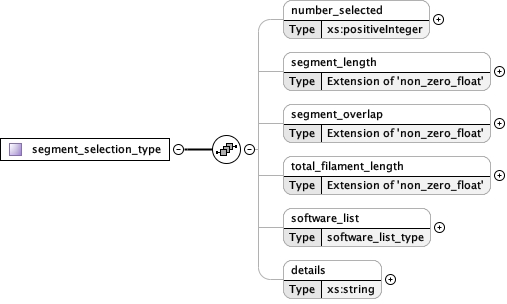 number_selected
Type xs:positiveInteger
segment_length
Type Extension of 'non_zero_float'
segment_overlap
Type Extension of 'non_zero_float'
segment_selection_type
total_filament_length
Type Extension of 'non_zero_float'
software_list
Type software_list_type
details
Type xs:string